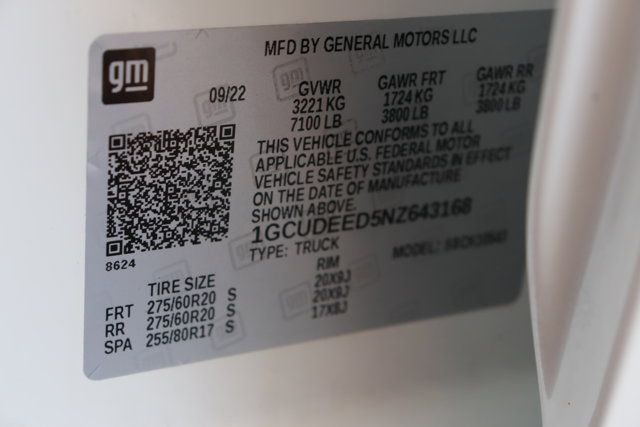 gm
MFD BY GENERAL MOTORS LLC
09/22 GVWR GAWR FRT GAWR RR
3221 KG 1724 KG 1724 KG
7100 LB 3800 LB 3800 LB
THIS VEHICLE CONFORMS TO ALL
APPLICABLE U.S. FEDERAL MOTOR
VEHICLE SAFETY STANDARDS IN EFFECT
ON THE DATE OF MANUFACTURE
SHOWN ABOVE.
1GCUDEED5NZ643168
8624
TYPE: TRUCK MODEL:
TIRE SIZE RIM
FRT 275/60R20 S 20X9J
RR 275/60R20 S 20X9J
SPA 255/80R17 S 17X8J